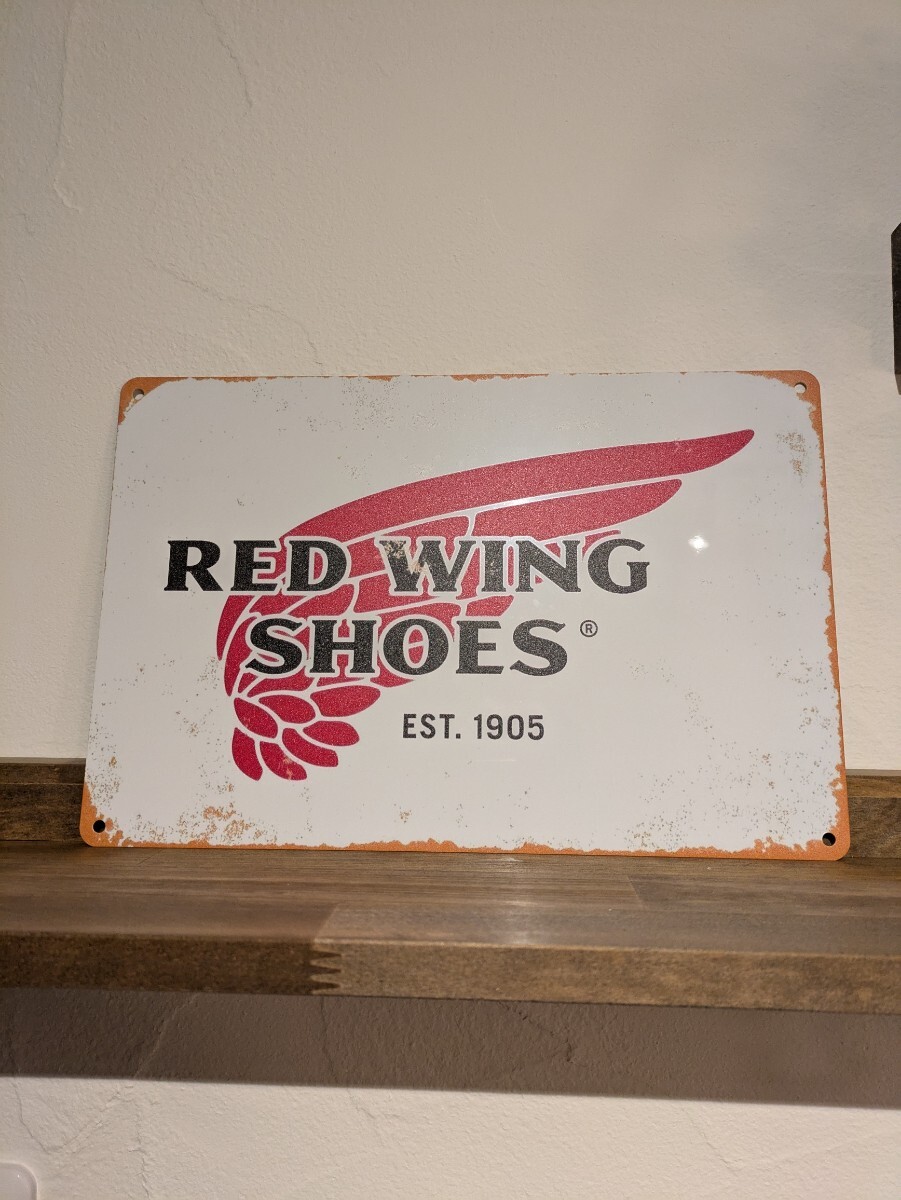 RED WING
SHOES®
EST. 1905